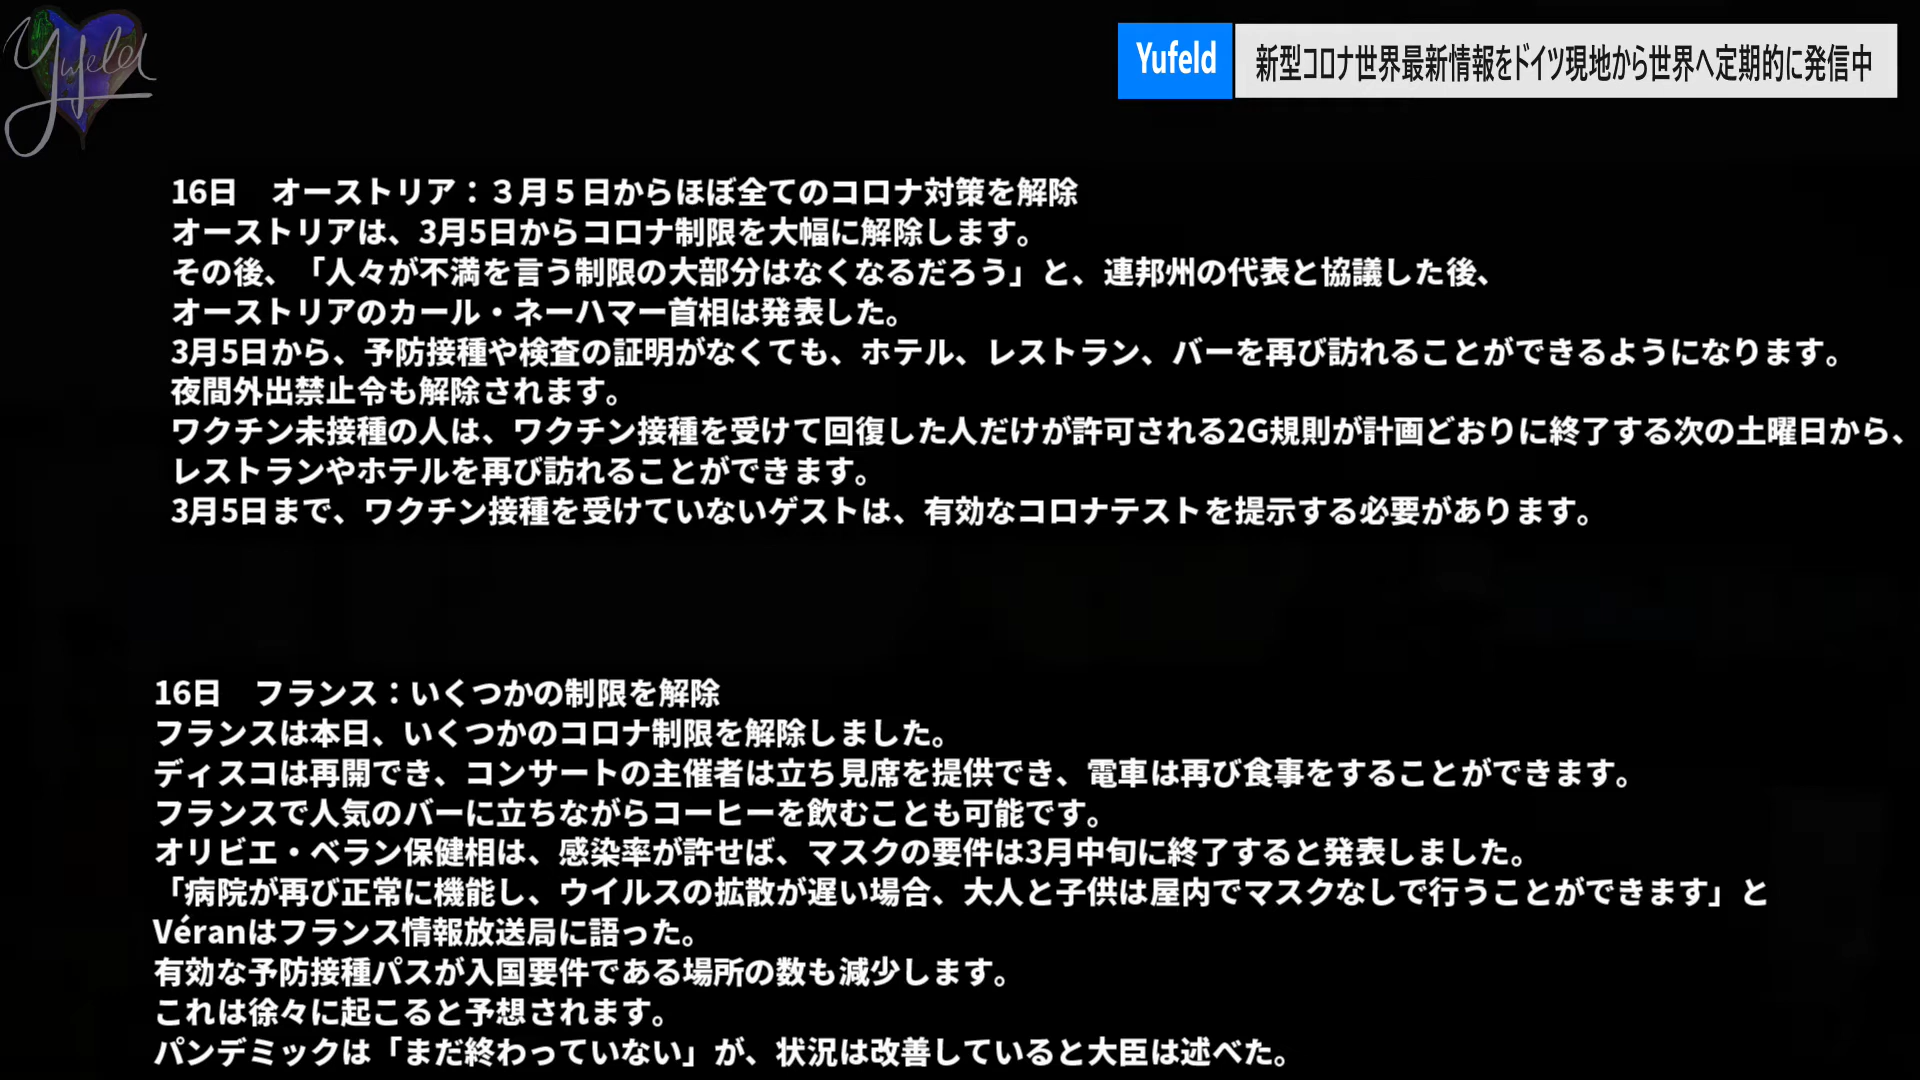 Yufeld
Yufeld 新型コロナ世界最新情報をドイツ現地から世界へ定期的に発信中
16日　オーストリア：３月５日からほぼ全てのコロナ対策を解除
オーストリアは、3月5日からコロナ制限を大幅に解除します。
その後、「人々が不満を言う制限の大部分はなくなるだろう」と、連邦州の代表と協議した後、
オーストリアのカール・ネーハマー首相は発表した。
3月5日から、予防接種や検査の証明がなくても、ホテル、レストラン、バーを再び訪れることができるようになります。
夜間外出禁止令も解除されます。
ワクチン未接種の人は、ワクチン接種を受けて回復した人だけが許可される2G規則が計画どおりに終了する次の土曜日から、
レストランやホテルを再び訪れることができます。
3月5日まで、ワクチン接種を受けていないゲストは、有効なコロナテストを提示する必要があります。
16日　フランス：いくつかの制限を解除
フランスは本日、いくつかのコロナ制限を解除しました。
ディスコは再開でき、コンサートの主催者は立ち見席を提供でき、電車は再び食事をすることができます。
フランスで人気のバーに立ちながらコーヒーを飲むことも可能です。
オリビエ・ベラン保健相は、感染率が許せば、マスクの要件は3月中旬に終了すると発表しました。
「病院が再び正常に機能し、ウイルスの拡散が遅い場合、大人と子供は屋内でマスクなしで行うことができます」と
Véranはフランス情報放送局に語った。
有効な予防接種パスが入国要件である場所の数も減少します。
これは徐々に起こると予想されます。
パンデミックは「まだ終わっていない」が、状況は改善していると大臣は述べた。